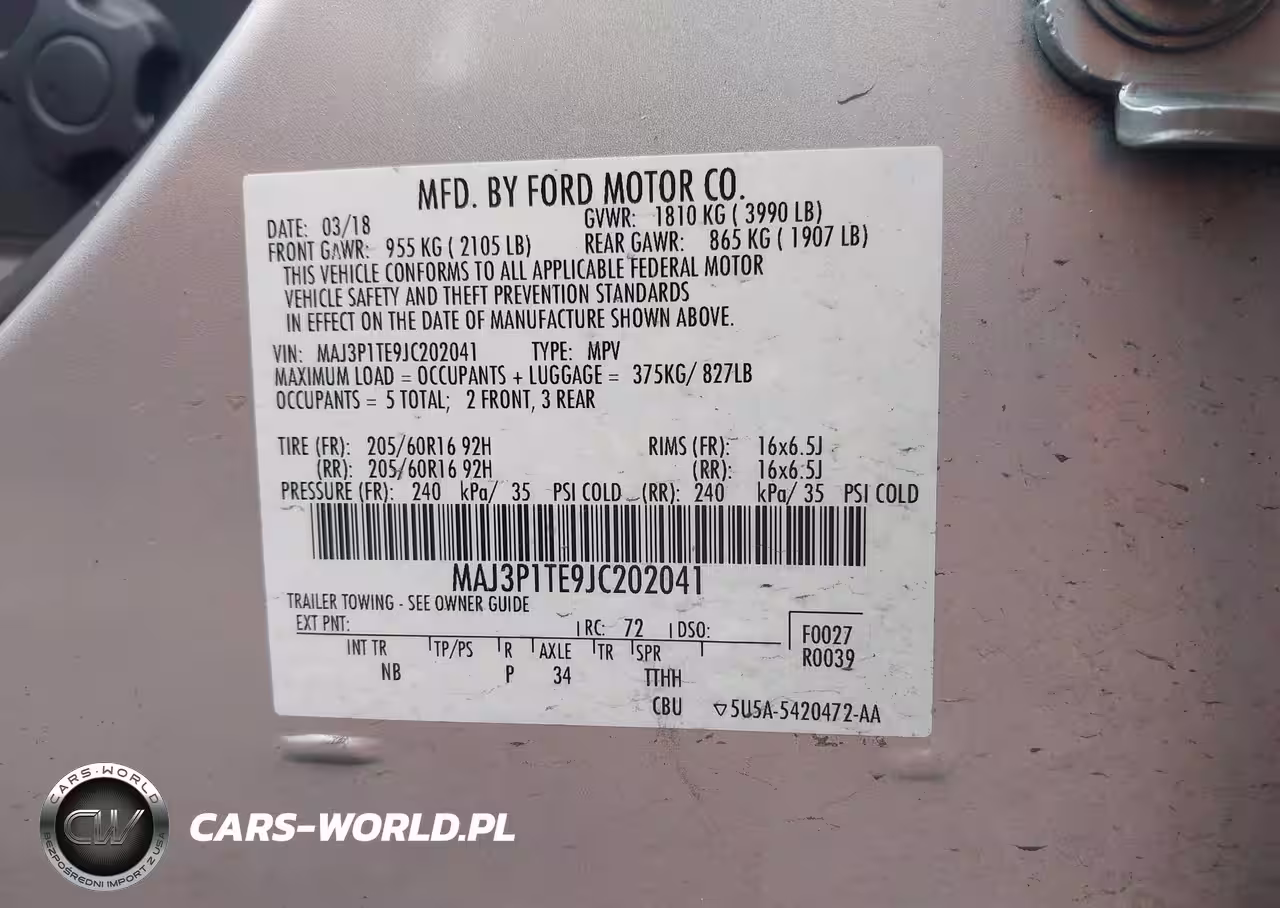 MFD. BY FORD MOTOR CO.
DATE: 03/18 GVWR: 1810 KG ( 3990 LB)
FRONT GAWR: 955 KG ( 2105 LB) REAR GAWR: 865 KG ( 1907 LB)
THIS VEHICLE CONFORMS TO ALL APPLICABLE FEDERAL MOTOR
VEHICLE SAFETY AND THEFT PREVENTION STANDARDS
IN EFFECT ON THE DATE OF MANUFACTURE SHOWN ABOVE.
VIN: MAJ3P1TE9JC202041 TYPE: MPV
MAXIMUM LOAD = OCCUPANTS + LUGGAGE = 375KG/ 827LB
OCCUPANTS = 5 TOTAL; 2 FRONT, 3 REAR
TIRE (FR): 205/60R16 92H RIMS (FR): 16x6.5J
(RR): 205/60R16 92H (RR): 16x6.5J
PRESSURE (FR): 240 kPa/ 35 PSI COLD (RR): 240 kPa/ 35 PSI COLD
MAJ3P1TE9JC202041
TRAILER TOWING - SEE OWNER GUIDE
EXT PNT: RC: 72 DSO: F0027
INT TR TP/PS R AXLE TR SPR R0039
NB P 34 TTHH
CBU ▽5U5A-5420472-AA
CARS-WORLD
CW
BEZPOŚREDNI IMPORT Z USA
CARS-WORLD.PL